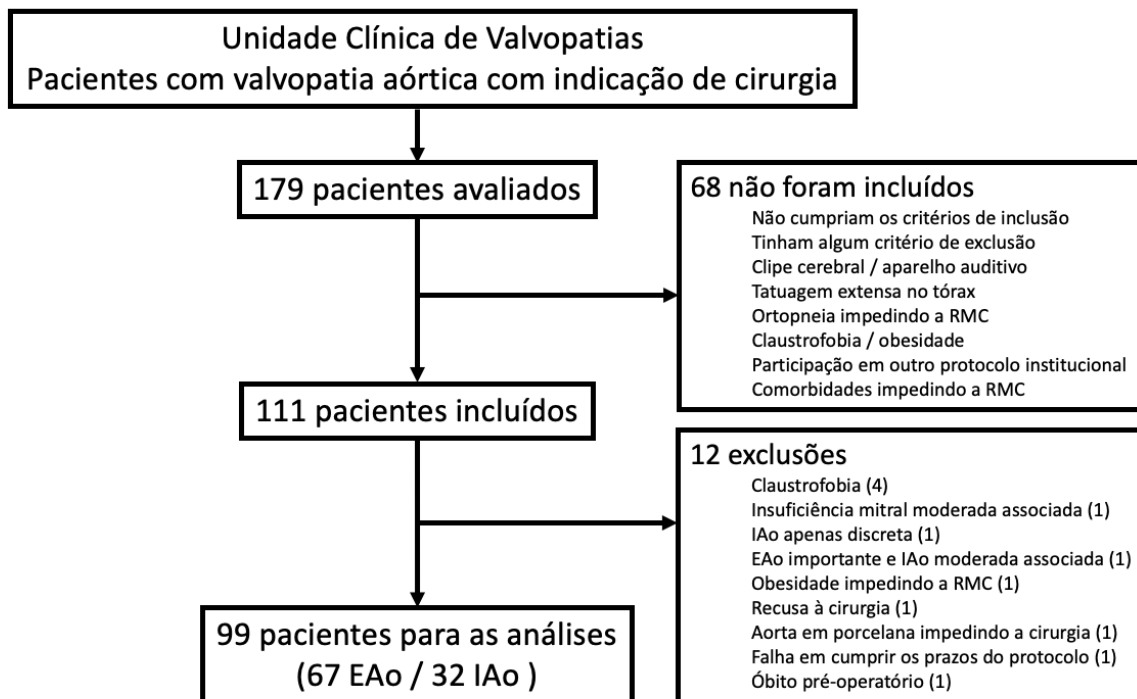 Unidade Clínica de Valvopatias
Pacientes com valvopatia aórtica com indicação de cirurgia
179 pacientes avaliados
68 não foram incluídos
Não cumpriam os critérios de inclusão
Tinham algum critério de exclusão
Clipe cerebral / aparelho auditivo
Tatuagem extensa no tórax
Ortopneia impedindo a RMC
Claustrofobia / obesidade
Participação em outro protocolo institucional
Comorbidades impedindo a RMC
111 pacientes incluídos
12 exclusões
Claustrofobia (4)
Insuficiência mitral moderada associada (1)
IAo apenas discreta (1)
EAo importante e IAo moderada associada (1)
Obesidade impedindo a RMC (1)
Recusa à cirurgia (1)
Aorta em porcelana impedindo a cirurgia (1)
Falha em cumprir os prazos do protocolo (1)
Óbito pré-operatório (1)
99 pacientes para as análises
(67 EAo / 32 IAo )